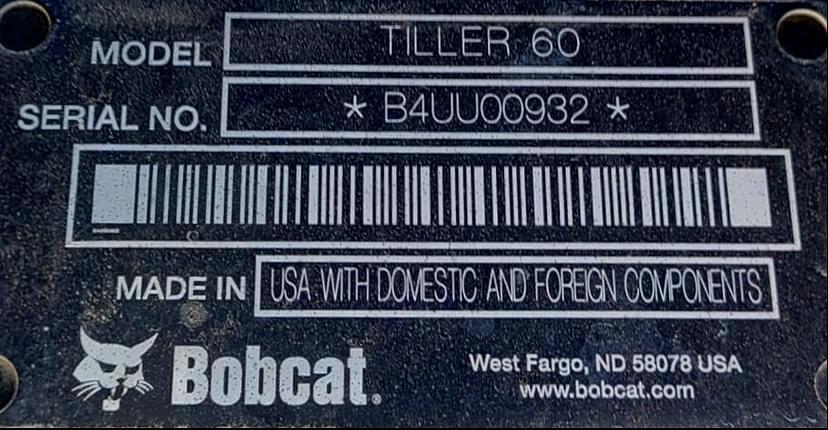 MODEL TILLER 60
SERIAL NO. * B4UU00932 *
MADE IN USA WITH DOMESTIC AND FOREIGN COMPONENTS
Bobcat.
West Fargo, ND 58078 USA
www.bobcat.com